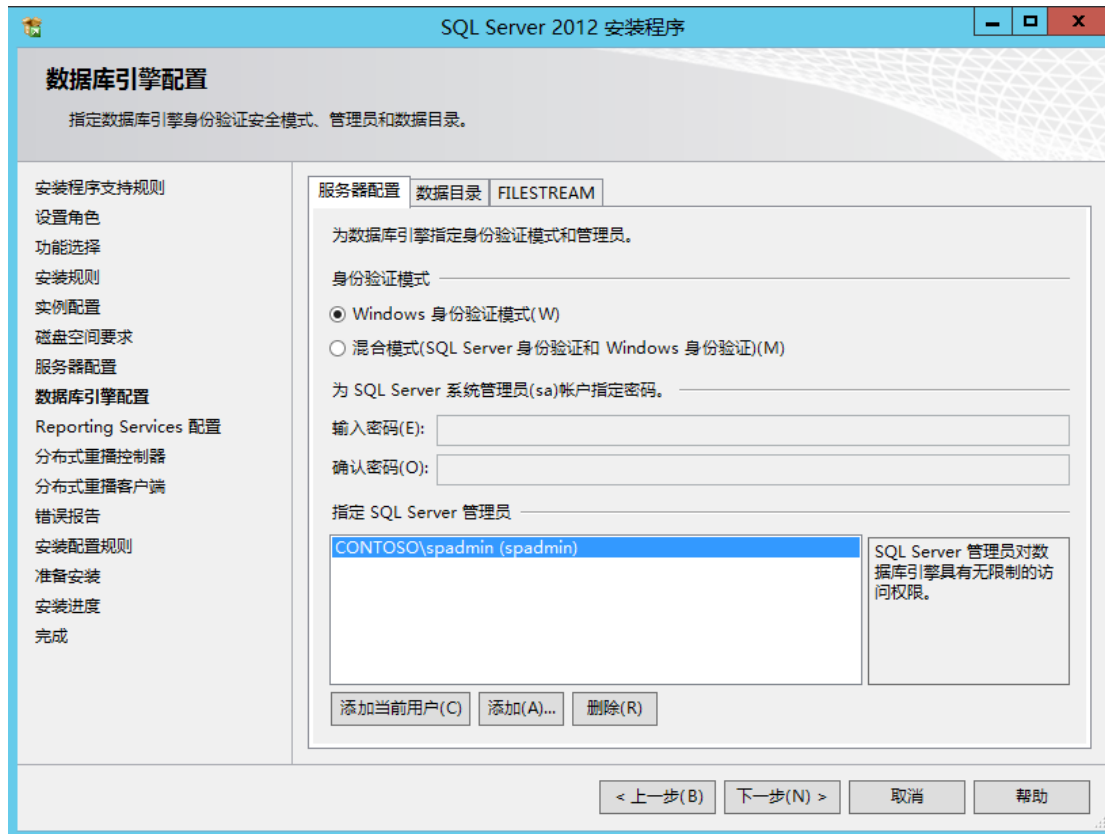 SQL Server 2012 安装程序
数据库引擎配置
指定数据库引擎身份验证安全模式、管理员和数据目录。
安装程序支持规则
设置角色
功能选择
安装规则
实例配置
磁盘空间要求
服务器配置
数据库引擎配置
Reporting Services 配置
分布式重播控制器
分布式重播客户端
错误报告
安装配置规则
准备安装
安装进度
完成
服务器配置 数据目录 FILESTREAM
为数据库引擎指定身份验证模式和管理员。
身份验证模式
Windows 身份验证模式(W)
混合模式(SQL Server 身份验证和 Windows 身份验证)(M)
为 SQL Server 系统管理员(sa)帐户指定密码。
输入密码(E):
确认密码(O):
指定 SQL Server 管理员
CONTOSO\spadmin (spadmin)
SQL Server 管理员对数
据库引擎具有无限制的访
问权限。
添加当前用户(C) 添加(A)... 删除(R)
< 上一步(B) 下一步(N) > 取消 帮助